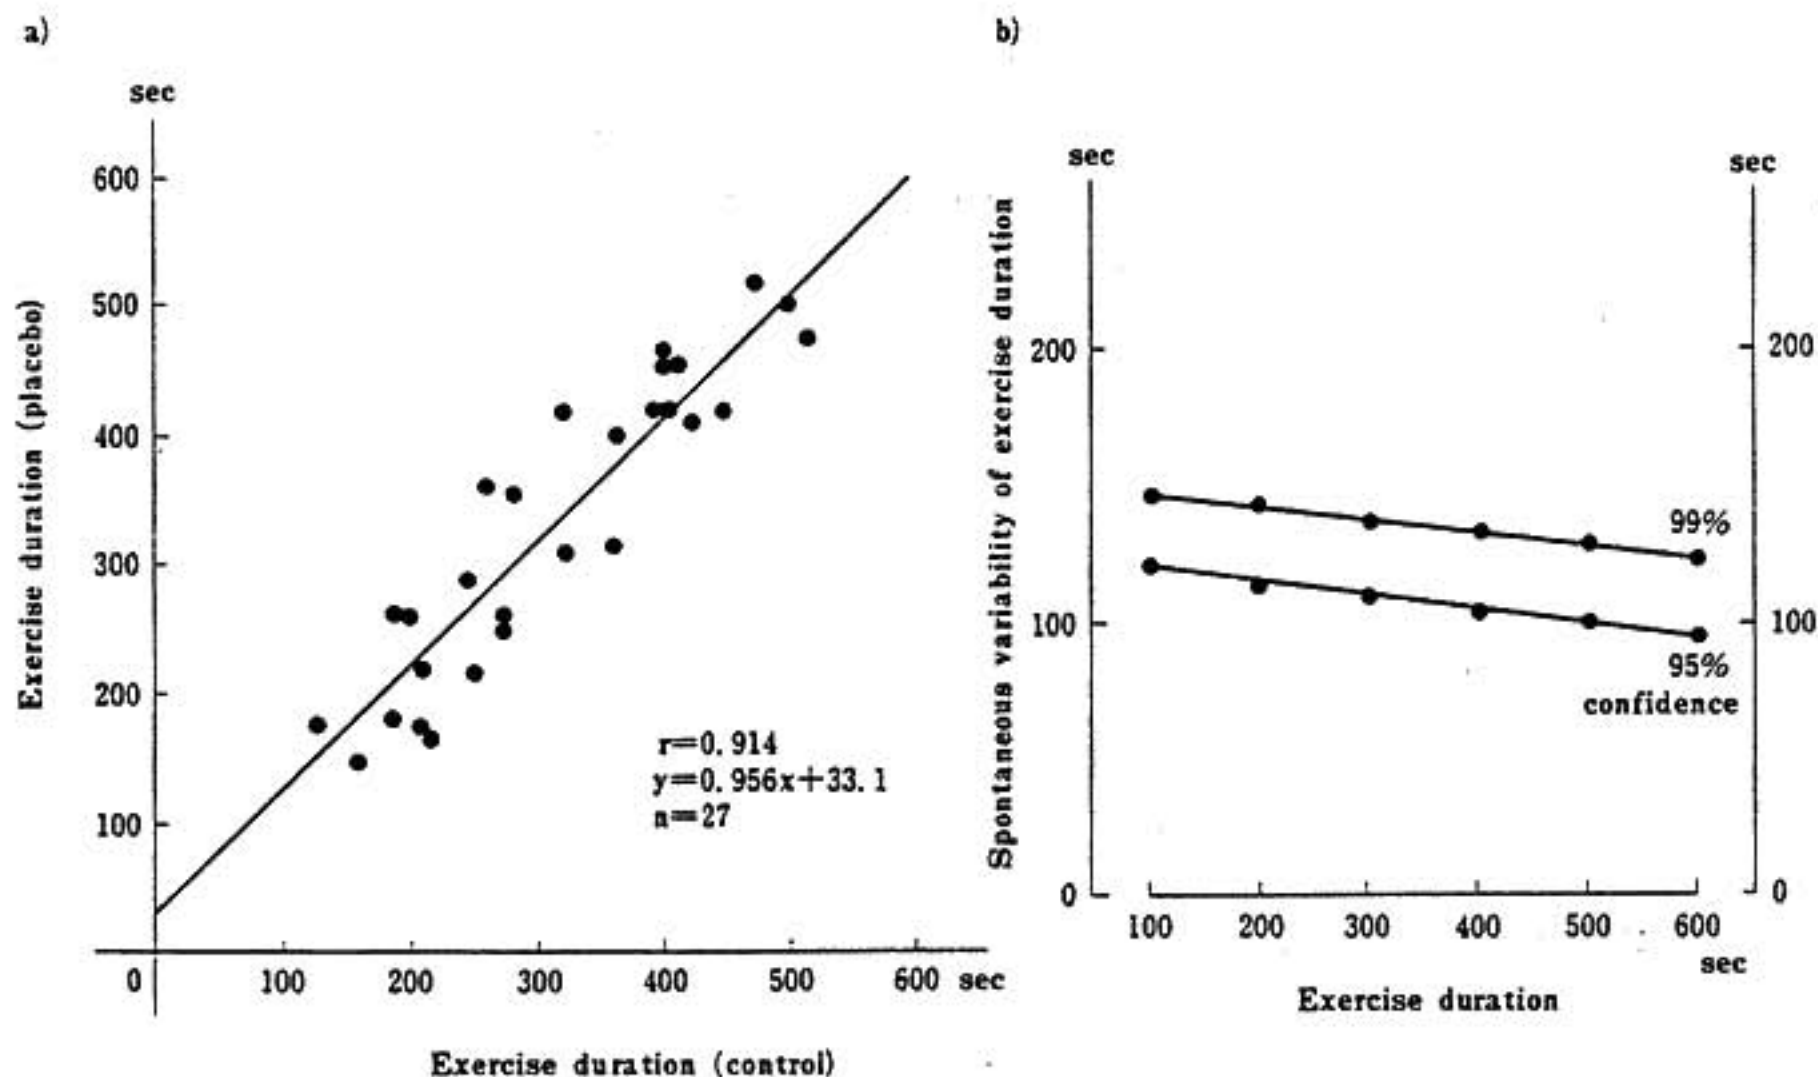 a)
sec
600
500
400
300
200
100
0
100 200 300 400 500 600 sec
Exercise duration (placebo)
Exercise duration (control)
r=0.914
y=0.956x+33.1
n=27
b)
sec
sec
Spontaneous variability of exercise duration
200
100
0
200
100
0
99%
95%
confidence
100 200 300 400 500 600
sec
Exercise duration